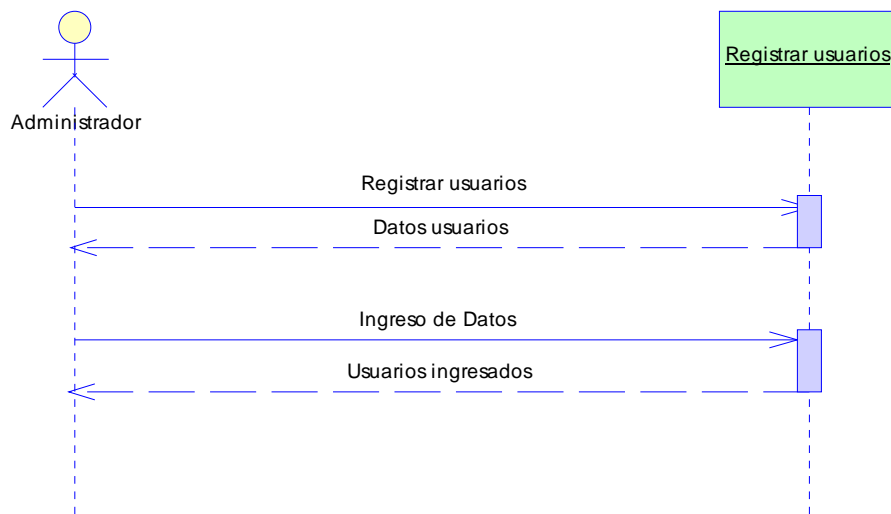 Registrar usuarios
Administrador
Registrar usuarios
Datos usuarios
Ingreso de Datos
Usuarios ingresados